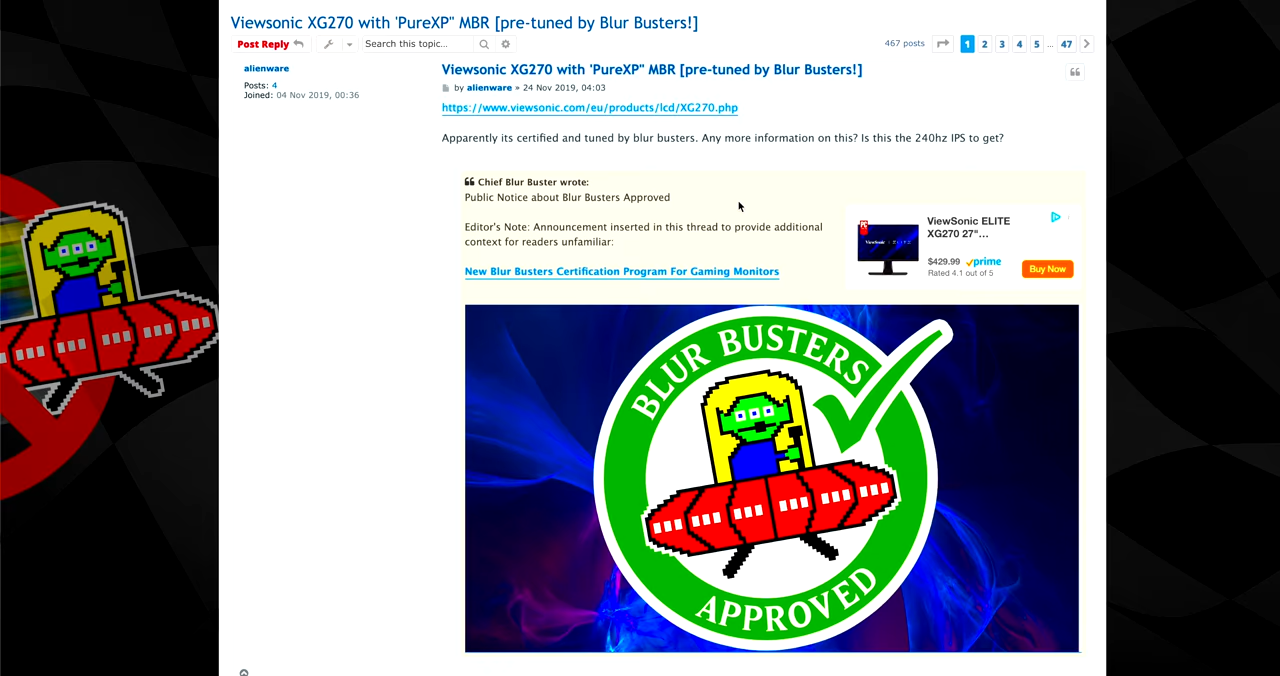 Viewsonic XG270 with 'PureXP" MBR [pre-tuned by Blur Busters!]
Post Reply
Search this topic...
467 posts
1 2 3 4 5 ... 47
alienware
Posts: 4
Joined: 04 Nov 2019, 00:36
Viewsonic XG270 with 'PureXP" MBR [pre-tuned by Blur Busters!]
by alienware » 24 Nov 2019, 04:03
https://www.viewsonic.com/eu/products/lcd/XG270.php
Apparently its certified and tuned by blur busters. Any more information on this? Is this the 240hz IPS to get?
Chief Blur Buster wrote:
Public Notice about Blur Busters Approved
Editor's Note: Announcement inserted in this thread to provide additional
context for readers unfamiliar:
New Blur Busters Certification Program For Gaming Monitors
ViewSonic ELITE
XG270 27"...
$429.99 prime
Rated 4.1 out of 5
Buy Now
BLUR BUSTERS
APPROVED